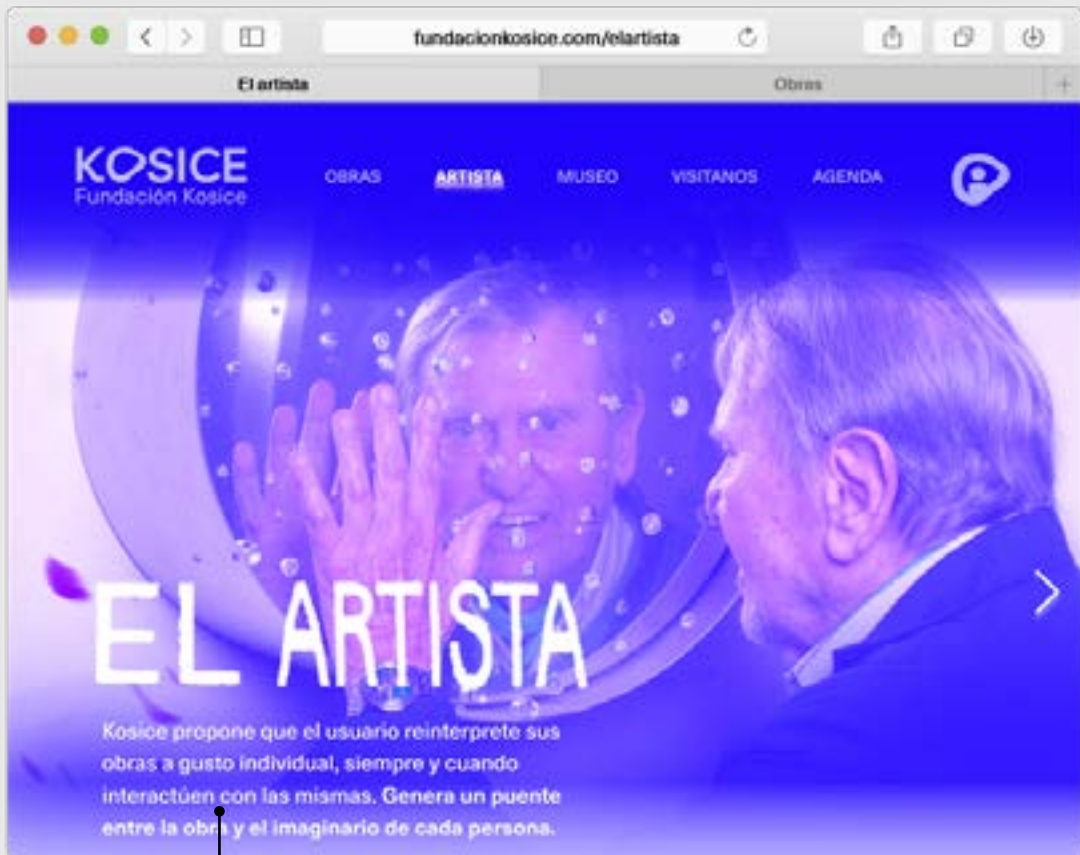 fundacionkosice.com/elartista
El artista
Obras
KOSICE
Fundación Kosice
OBRAS
ARTISTA
MUSEO
VISITANOS
AGENDA
EL ARTISTA
Kosice propone que el usuario reinterprete sus
obras a gusto individual, siempre y cuando
interactúen con las mismas. Genera un puente
entre la obra y el imaginario de cada persona.